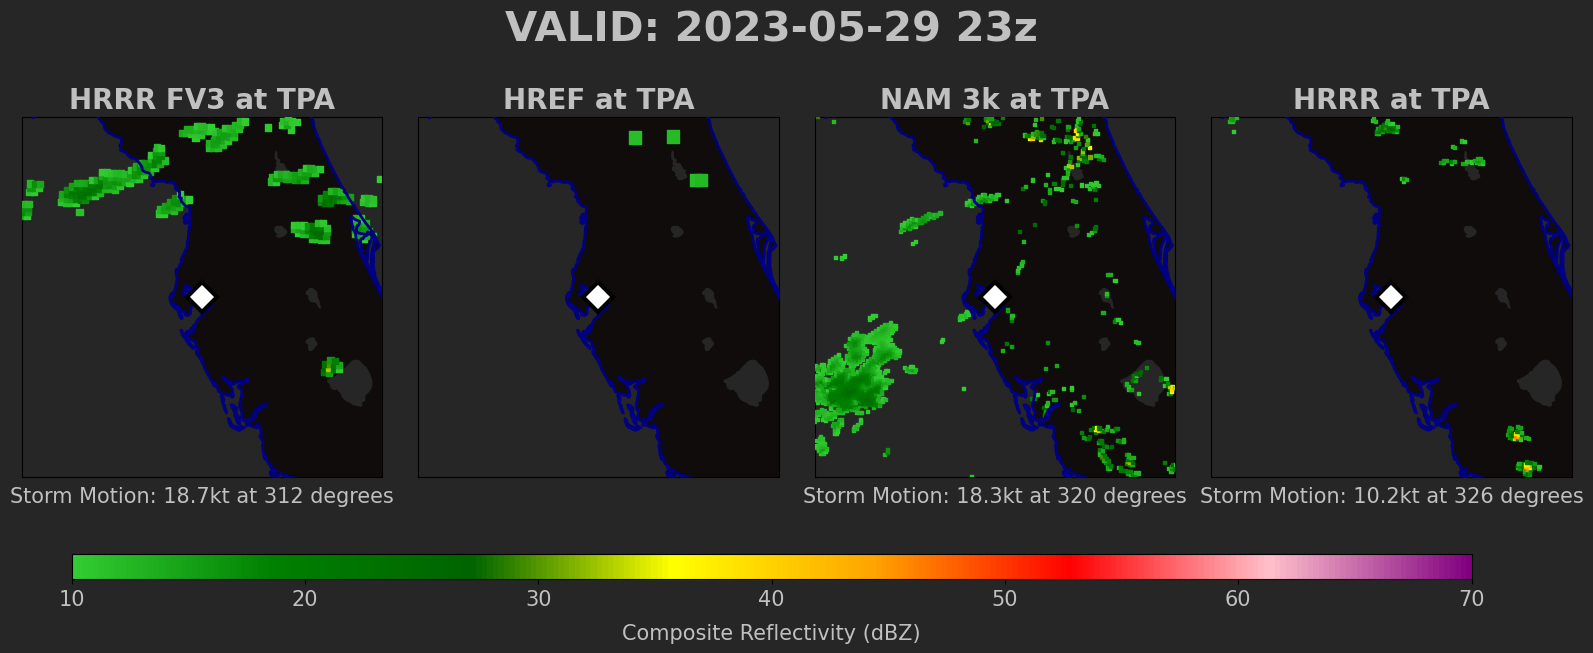 VALID: 2023-05-29 23z
HRRR FV3 at TPA
HREF at TPA
NAM 3k at TPA
HRRR at TPA
Storm Motion: 18.7kt at 312 degrees
Storm Motion: 18.3kt at 320 degrees
Storm Motion: 10.2kt at 326 degrees
10 20 30 40 50 60 70
Composite Reflectivity (dBZ)